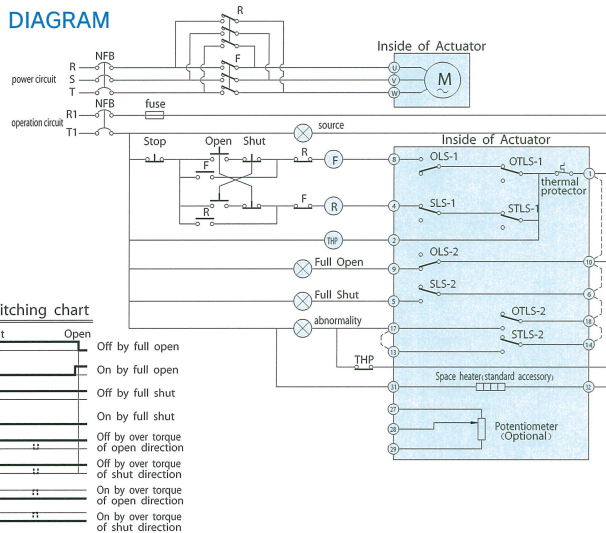 DIAGRAM
R
Inside of Actuator
NFB
F
R
power circuit
S
T
U
V
W
M
NFB
fuse
R1
operation circuit
T1
source
Inside of Actuator
Stop
Open
Shut
R
F
F
8
OLS-1
OTLS-1
1
thermal
protector
F
R
R
4
SLS-1
STLS-1
THP
2
OLS-2
Full Open
9
10
SLS-2
Full Shut
5
6
OTLS-2
abnormality
17
18
STLS-2
13
14
THP
31
Space heater(standard accessory)
32
27
28
Potentiometer
(Optional)
29
itching chart
t
Open
Off by full open
On by full open
Off by full shut
On by full shut
Off by over torque
of open direction
Off by over torque
of shut direction
On by over torque
of open direction
On by over torque
of shut direction